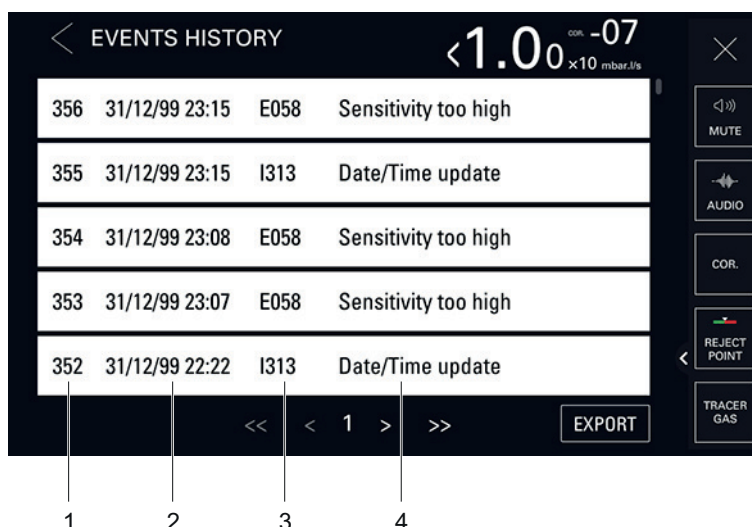 < EVENTS HISTORY
<1.00 COR. -07
x10 mbar.l/s
356 31/12/99 23:15 E058 Sensitivity too high
355 31/12/99 23:15 I313 Date/Time update
354 31/12/99 23:08 E058 Sensitivity too high
353 31/12/99 23:07 E058 Sensitivity too high
352 31/12/99 22:22 I313 Date/Time update
<< < 1 > >>
EXPORT
MUTE
AUDIO
COR.
REJECT
POINT
TRACER
GAS
1 2 3 4